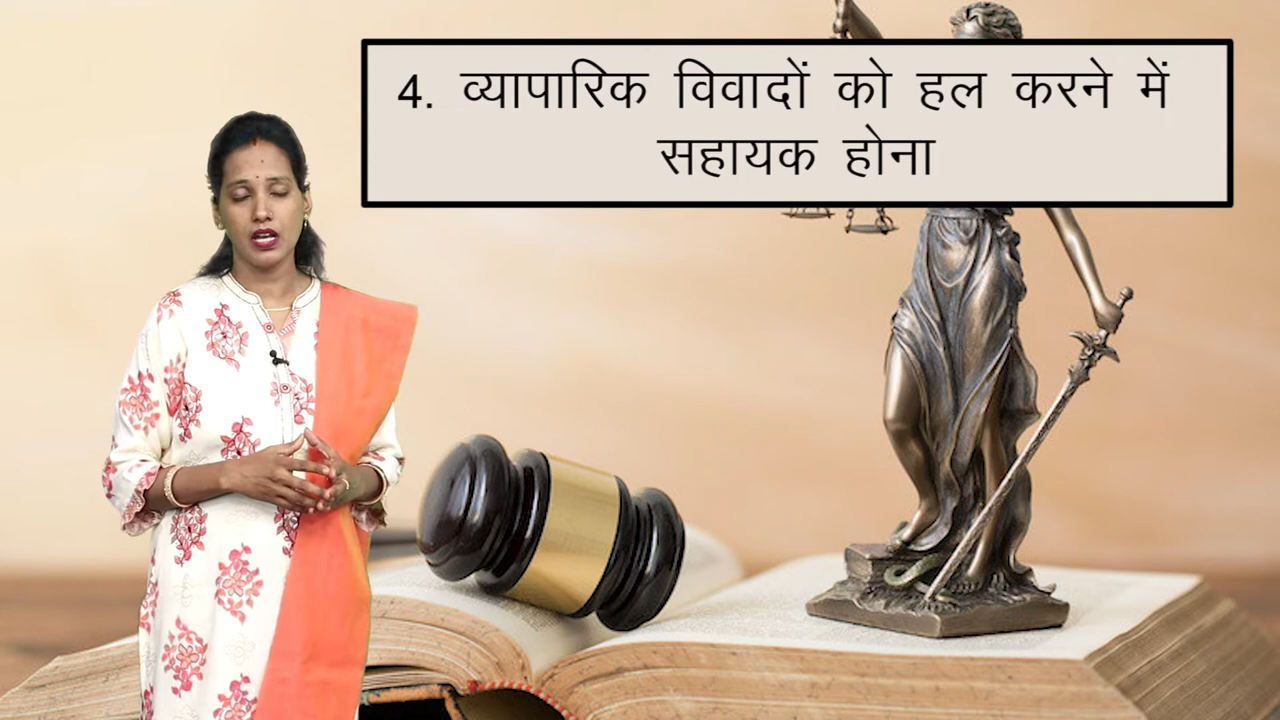 4. व्यापारिक विवादों को हल करने में
सहायक होना